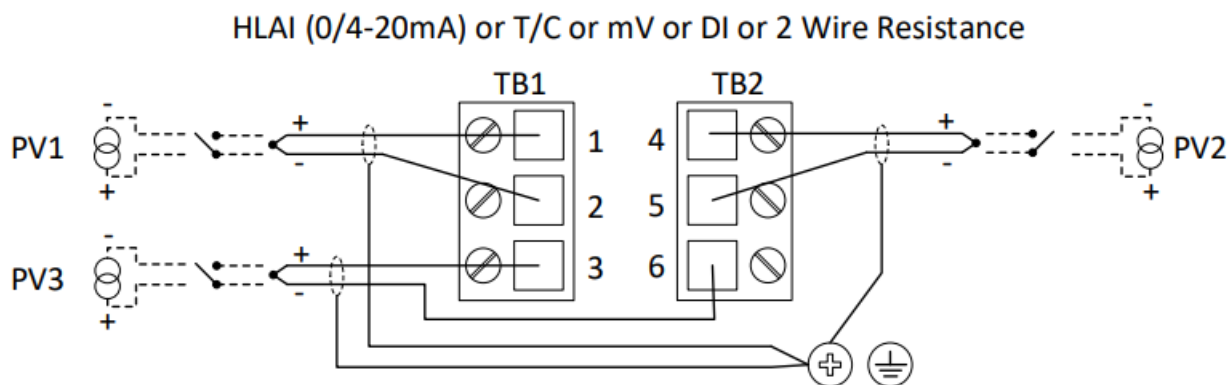 HLAI (0/4-20mA) or T/C or mV or DI or 2 Wire Resistance
TB1 TB2
- + 1 4 + -
PV1 PV2
+ - 2 5 - +
- + 3 6
PV3
+ -